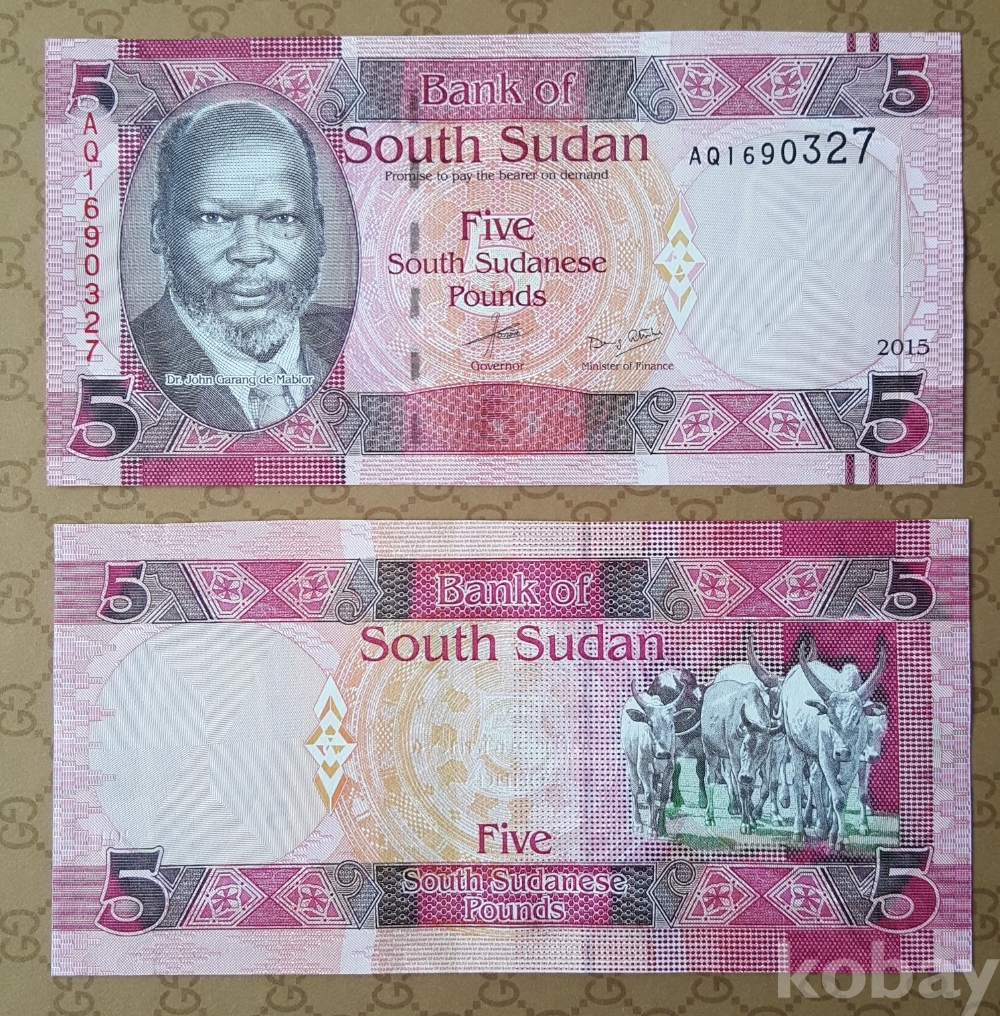 5
Bank of
5
South Sudan
Promise to pay the bearer on demand
AQ1690327
AQ1690327
Five
South Sudanese
Pounds
Governor
Minister of Finance
2015
Dr. John Garang de Mabior
5
5
5
Bank of
5
South Sudan
Five
5
South Sudanese
Pounds
5
kobay